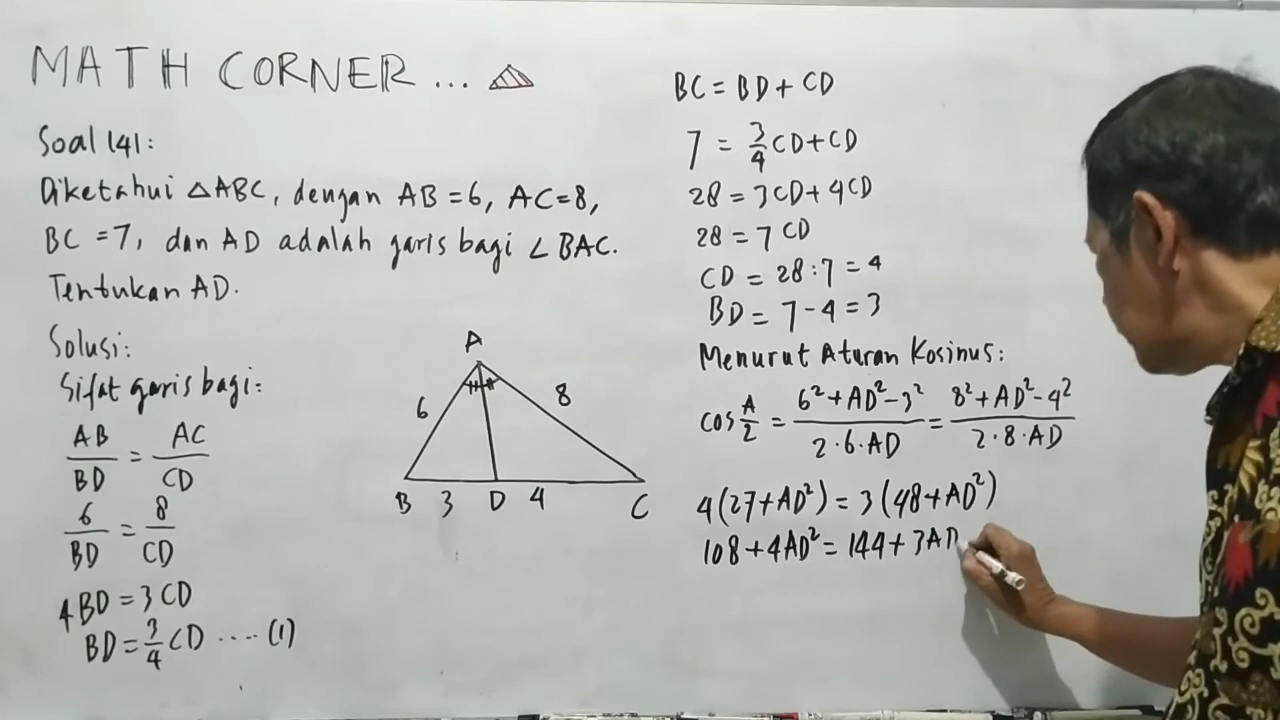 MATH CORNER...
Soal 141:
Diketahui △ABC, dengan AB = 6, AC = 8,
BC = 7, dan AD adalah garis bagi ∠BAC.
Tentukan AD.
Solusi:
Sifat garis bagi:
AB/BD = AC/CD
6/BD = 8/CD
4BD = 3CD
BD = 3/4 CD ..... (1)
A
6 8
B 3 D 4 C
BC = BD + CD
7 = 3/4 CD + CD
28 = 3CD + 4CD
28 = 7CD
CD = 28 : 7 = 4
BD = 7 - 4 = 3
Menurut Aturan Kosinus:
cos A/2 = (6² + AD² - 3²)/(2·6·AD) = (8² + AD² - 4²)/(2·8·AD)
4(27 + AD²) = 3(48 + AD²)
108 + 4AD² = 144 + 3AD